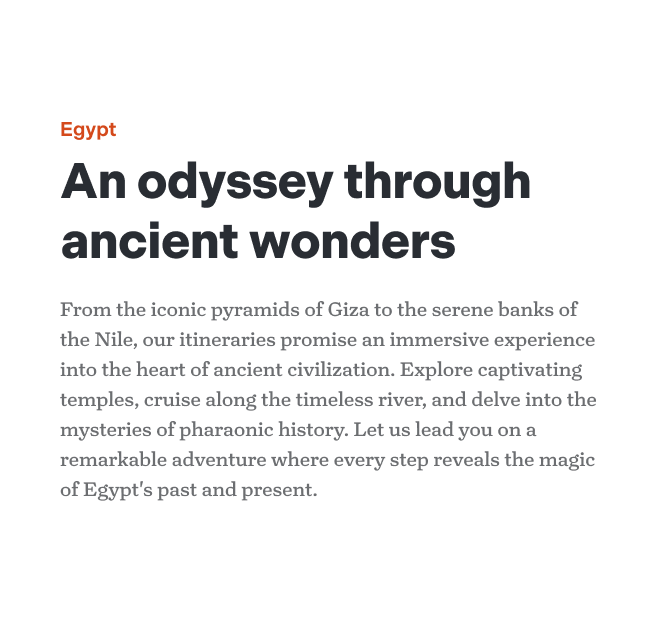 Egypt
An odyssey through
ancient wonders
From the iconic pyramids of Giza to the serene banks of
the Nile, our itineraries promise an immersive experience
into the heart of ancient civilization. Explore captivating
temples, cruise along the timeless river, and delve into the
mysteries of pharaonic history. Let us lead you on a
remarkable adventure where every step reveals the magic
of Egypt's past and present.